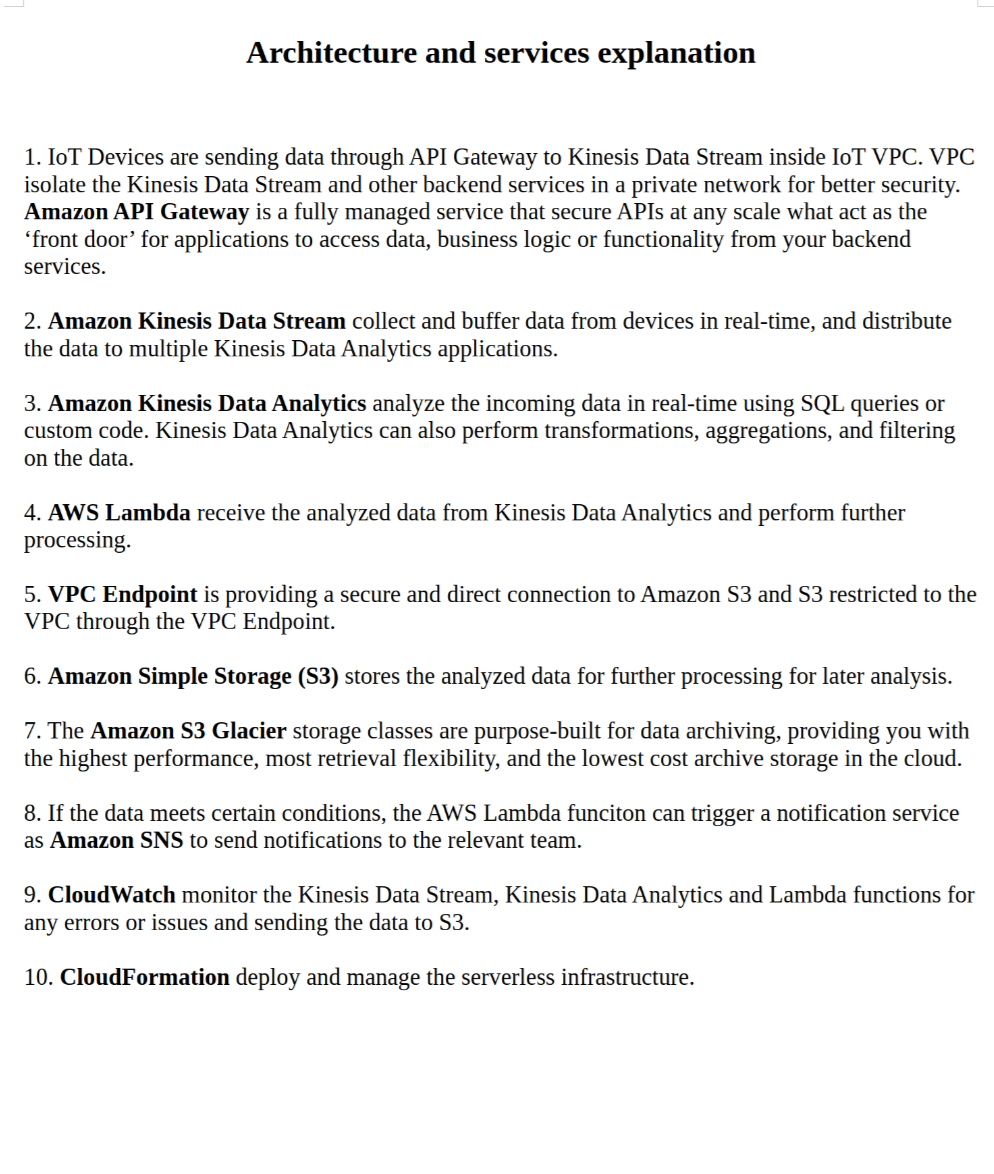 Architecture and services explanation
1. IoT Devices are sending data through API Gateway to Kinesis Data Stream inside IoT VPC. VPC
isolate the Kinesis Data Stream and other backend services in a private network for better security.
Amazon API Gateway is a fully managed service that secure APIs at any scale what act as the
‘front door’ for applications to access data, business logic or functionality from your backend
services.
2. Amazon Kinesis Data Stream collect and buffer data from devices in real-time, and distribute
the data to multiple Kinesis Data Analytics applications.
3. Amazon Kinesis Data Analytics analyze the incoming data in real-time using SQL queries or
custom code. Kinesis Data Analytics can also perform transformations, aggregations, and filtering
on the data.
4. AWS Lambda receive the analyzed data from Kinesis Data Analytics and perform further
processing.
5. VPC Endpoint is providing a secure and direct connection to Amazon S3 and S3 restricted to the
VPC through the VPC Endpoint.
6. Amazon Simple Storage (S3) stores the analyzed data for further processing for later analysis.
7. The Amazon S3 Glacier storage classes are purpose-built for data archiving, providing you with
the highest performance, most retrieval flexibility, and the lowest cost archive storage in the cloud.
8. If the data meets certain conditions, the AWS Lambda funciton can trigger a notification service
as Amazon SNS to send notifications to the relevant team.
9. CloudWatch monitor the Kinesis Data Stream, Kinesis Data Analytics and Lambda functions for
any errors or issues and sending the data to S3.
10. CloudFormation deploy and manage the serverless infrastructure.